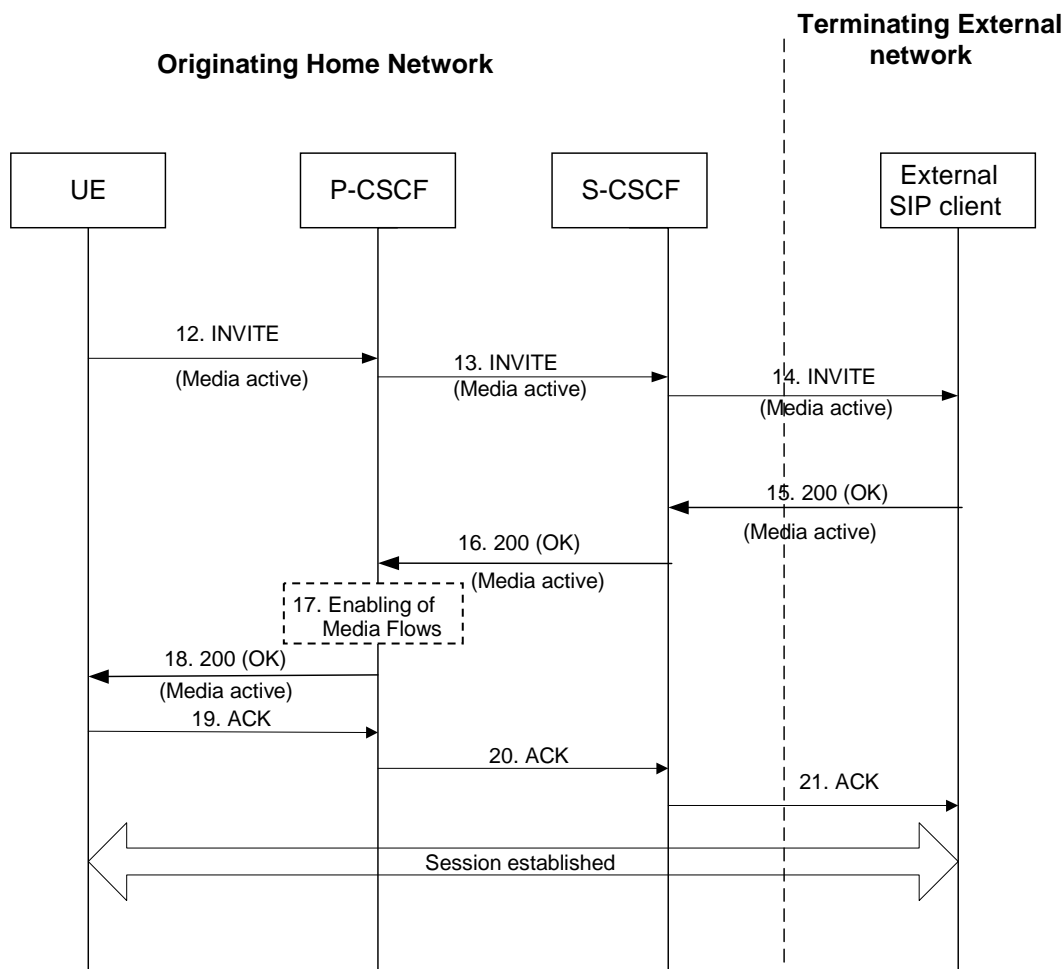 Terminating External
network
Originating Home Network
UE
P-CSCF
S-CSCF
External
SIP client
12. INVITE
(Media active)
13. INVITE
(Media active)
14. INVITE
(Media active)
15. 200 (OK)
(Media active)
16. 200 (OK)
(Media active)
17. Enabling of
Media Flows
18. 200 (OK)
(Media active)
19. ACK
20. ACK
21. ACK
Session established